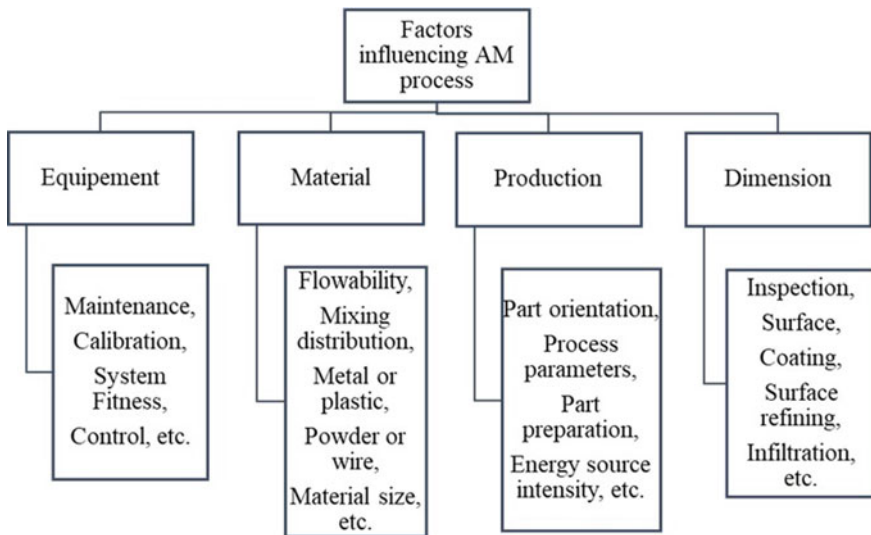 Factors
influencing AM
process
Equipement
Material
Production
Dimension
Maintenance,
Calibration,
System
Fitness,
Control, etc.
Flowability,
Mixing
distribution,
Metal or
plastic,
Powder or
wire,
Material size,
etc.
Part orientation,
Process
parameters,
Part
preparation,
Energy source
intensity, etc.
Inspection,
Surface,
Coating,
Surface
refining,
Infiltration,
etc.